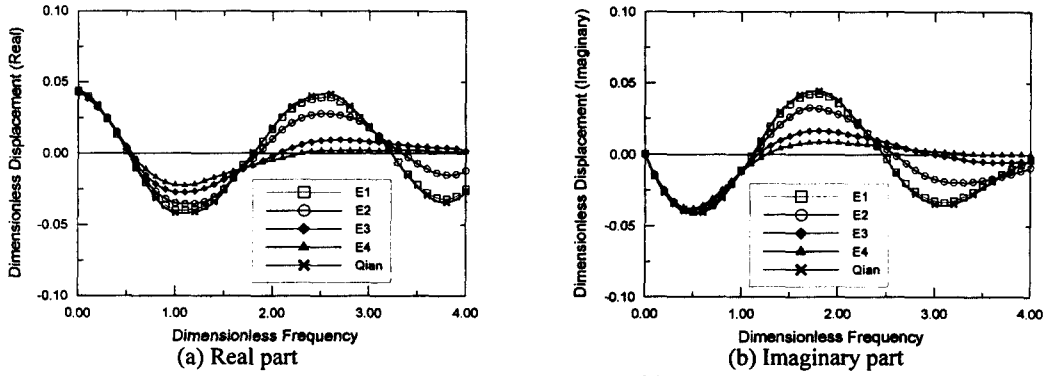 Dimensionless Displacement (Real)
0.10
0.05
0.00
-0.05
-0.10
E1
E2
E3
E4
Qian
0.00
1.00
2.00
3.00
4.00
Dimensionless Frequency
(a) Real part
Dimensionless Displacement (Imaginary)
0.10
0.05
0.00
-0.05
-0.10
E1
E2
E3
E4
Qian
0.00
1.00
2.00
3.00
4.00
Dimensionless Frequency
(b) Imaginary part